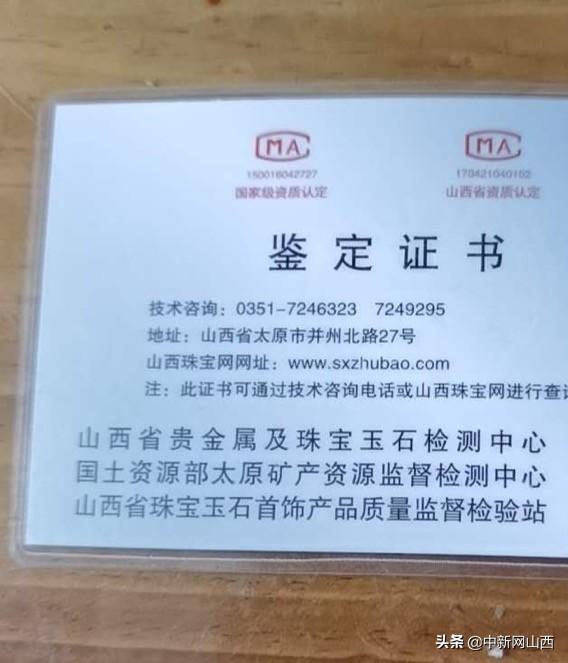 MA MA
150016042727 170421040102
国家级资质认定 山西省资质认定
鉴定证书
技术咨询：0351-7246323 7249295
地址：山西省太原市并州北路27号
山西珠宝网网址：www.sxzhubao.com
注：此证书可通过技术咨询电话或山西珠宝网进行查
山西省贵金属及珠宝玉石检测中心
国土资源部太原矿产资源监督检测中心
山西省珠宝玉石首饰产品质量监督检验站
头条 @中新网山西